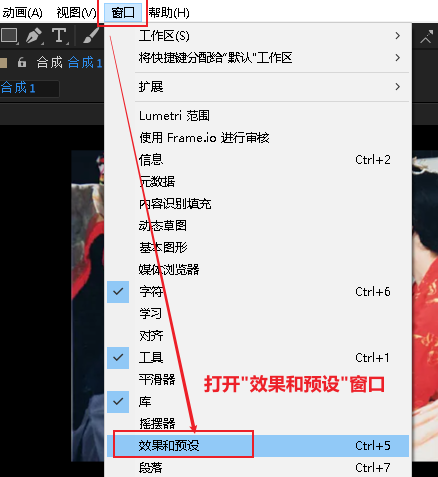 动画(A) 视图(V) 窗口 帮助(H)
合成 合成 1
合成 1
工作区(S)
将快捷键分配给“默认”工作区
扩展
Lumetri 范围
使用 Frame.io 进行审核
信息 Ctrl+2
元数据
内容识别填充
动态草图
基本图形
媒体浏览器
字符 Ctrl+6
学习
对齐
工具 Ctrl+1
平滑器
打开"效果和预设"窗口
库
摇摆器
效果和预设 Ctrl+5
段落 Ctrl+7